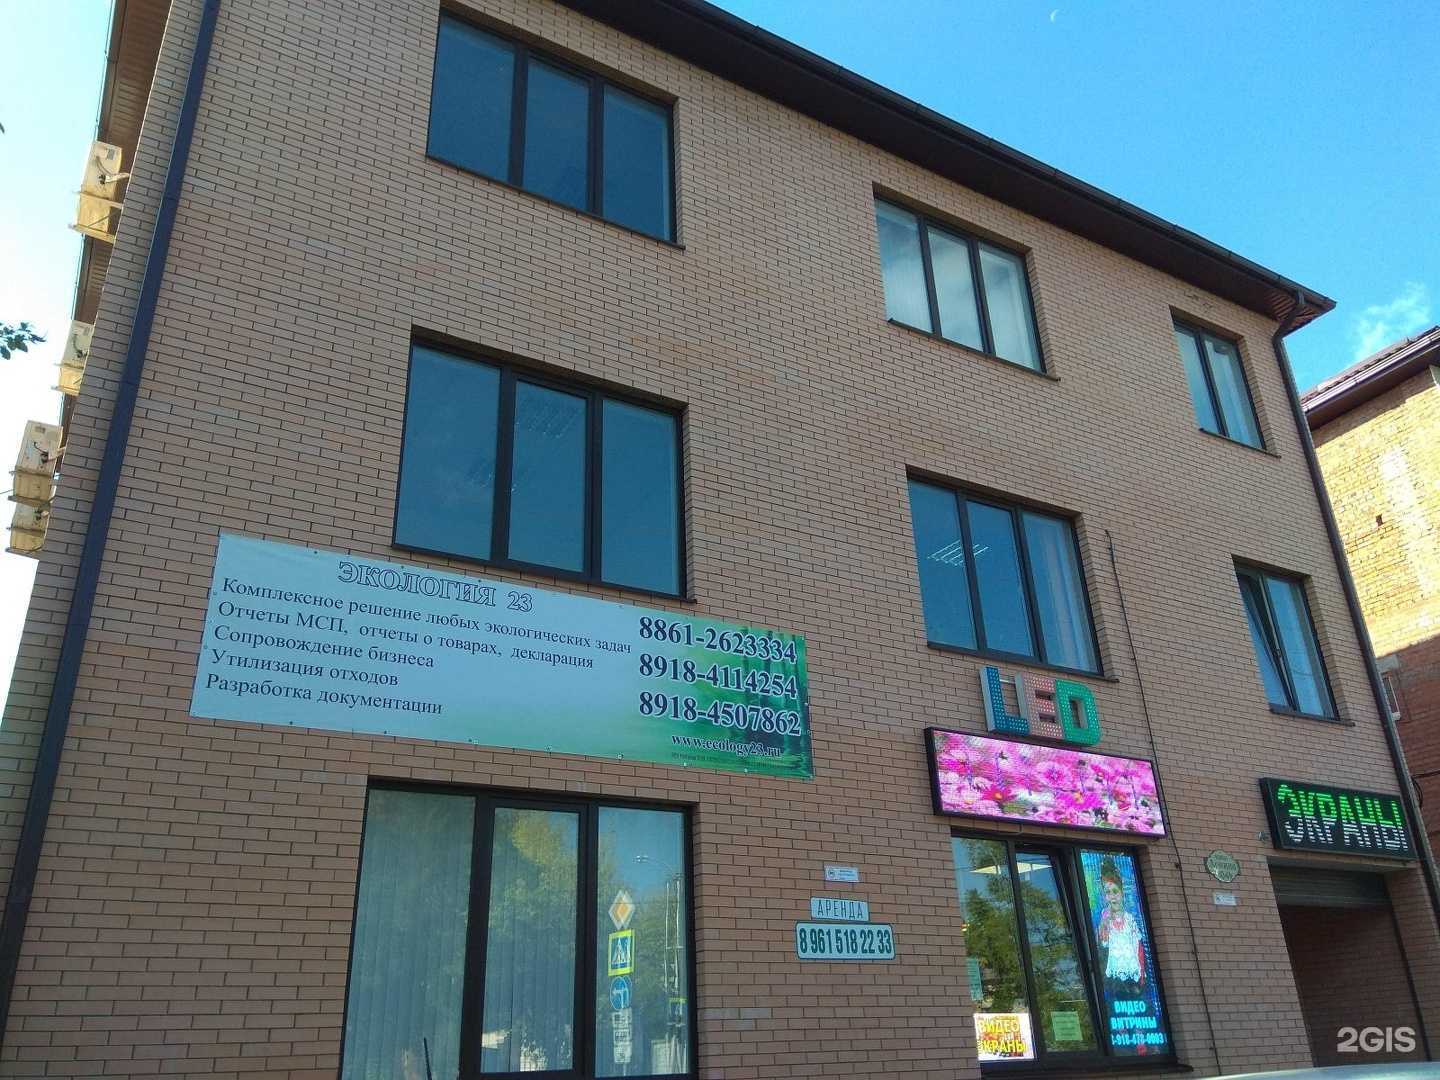 ЭКОЛОГИЯ 23
Комплексное решение любых экологических задач
Отчеты МСП, отчеты о товарах, декларация
Сопровождение бизнеса
Утилизация отходов
Разработка документации
8861-2623334
8918-4114254
8918-4507862
www.ecology23.ru
LED
ЭКРАНЫ
АРЕНДА
8 961 518 22 33
ВИДЕО
ЭКРАНЫ
ВИДЕО
ВИТРИНЫ
2GIS